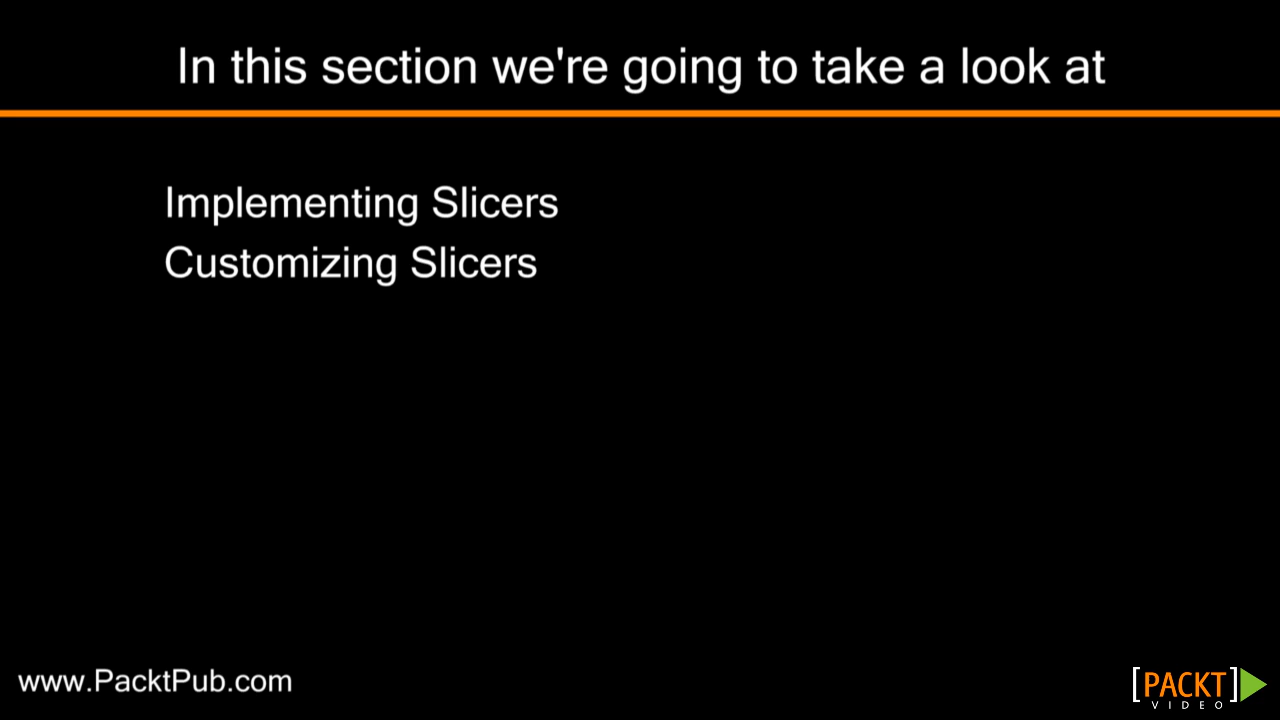 In this section we're going to take a look at
Implementing Slicers
Customizing Slicers
www.PacktPub.com
[PACKT]
VIDEO